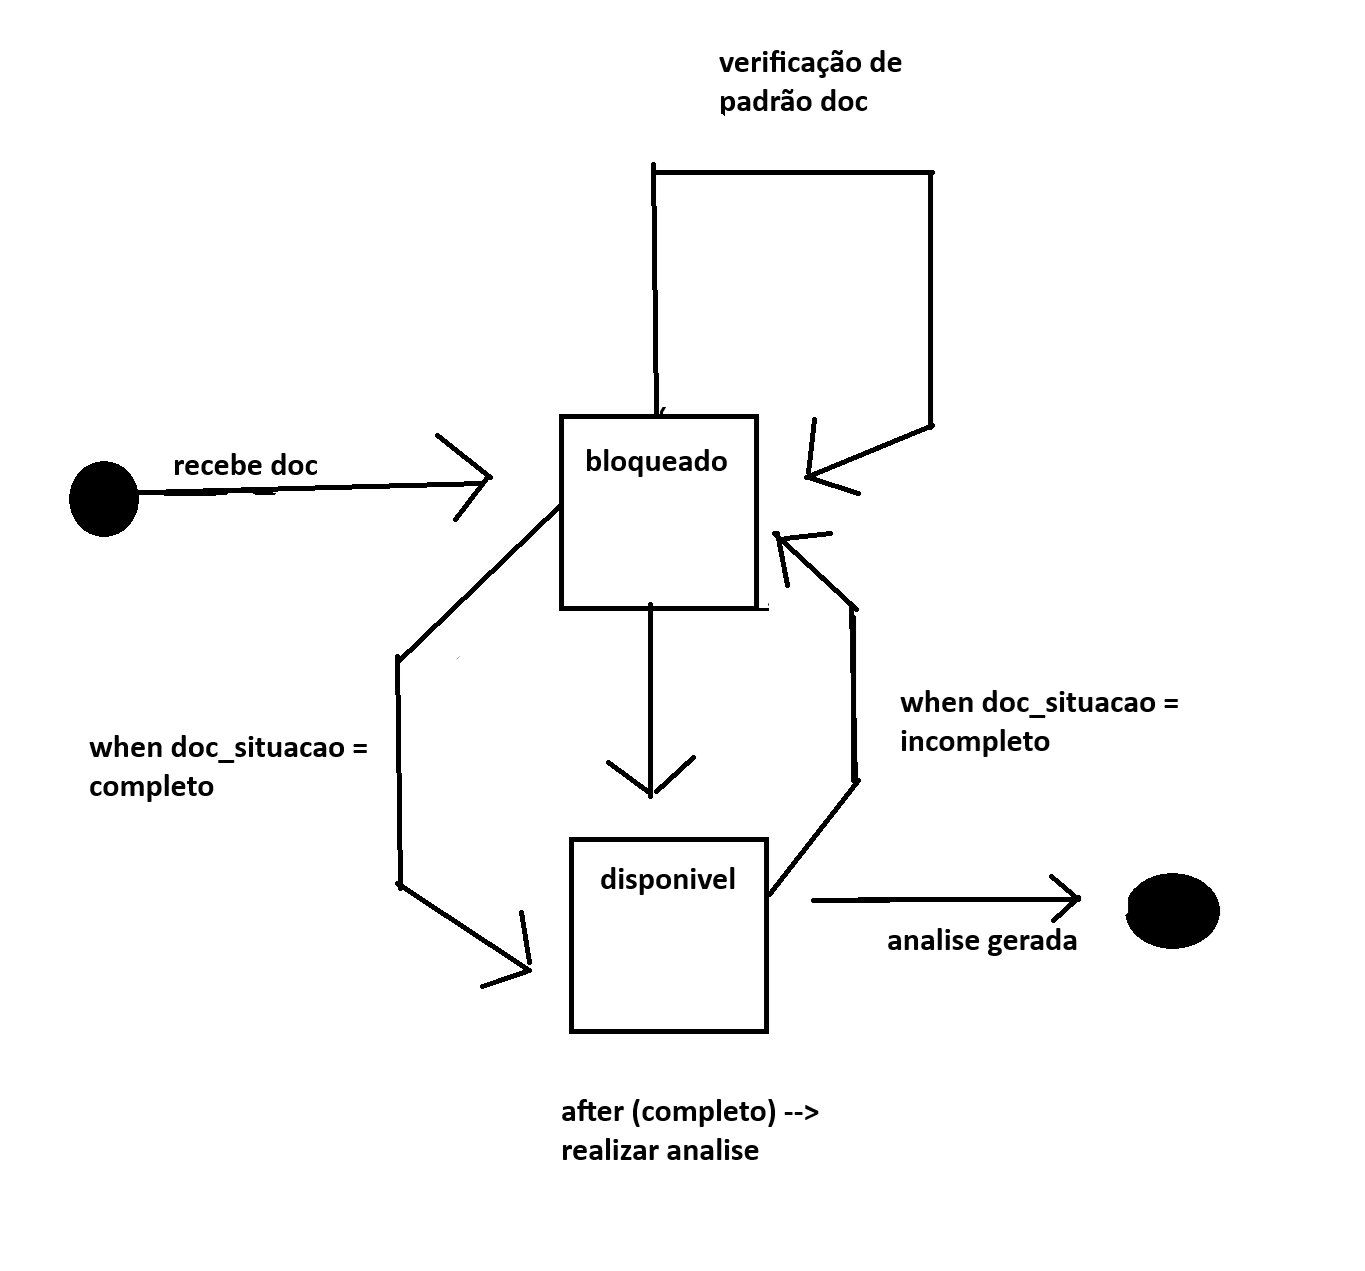 verificação de
padrão doc
recebe doc
bloqueado
when doc_situacao =
completo
when doc_situacao =
incompleto
disponivel
analise gerada
after (completo) -->
realizar analise